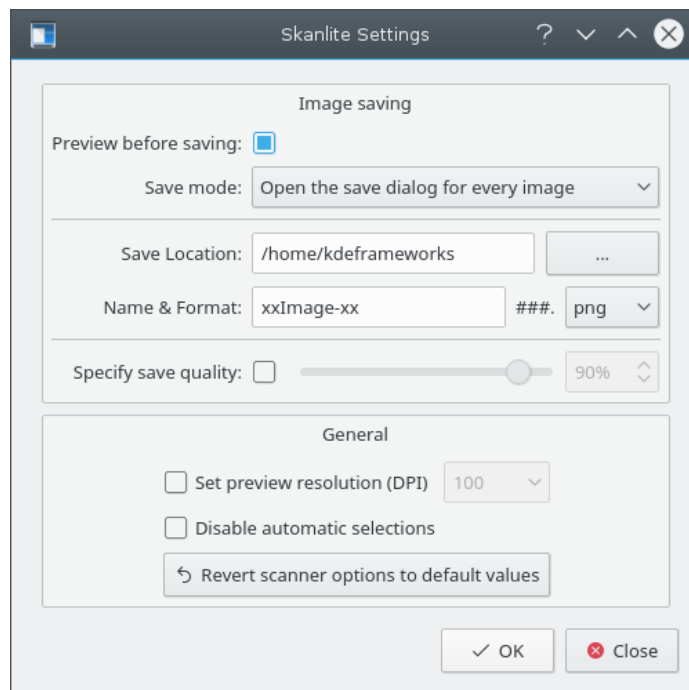 Skanlite Settings
Image saving
Preview before saving:
Save mode: Open the save dialog for every image
Save Location: /home/kdeframeworks ...
Name & Format: xxImage-xx ###. png
Specify save quality: 90%
General
Set preview resolution (DPI) 100
Disable automatic selections
Revert scanner options to default values
OK Close